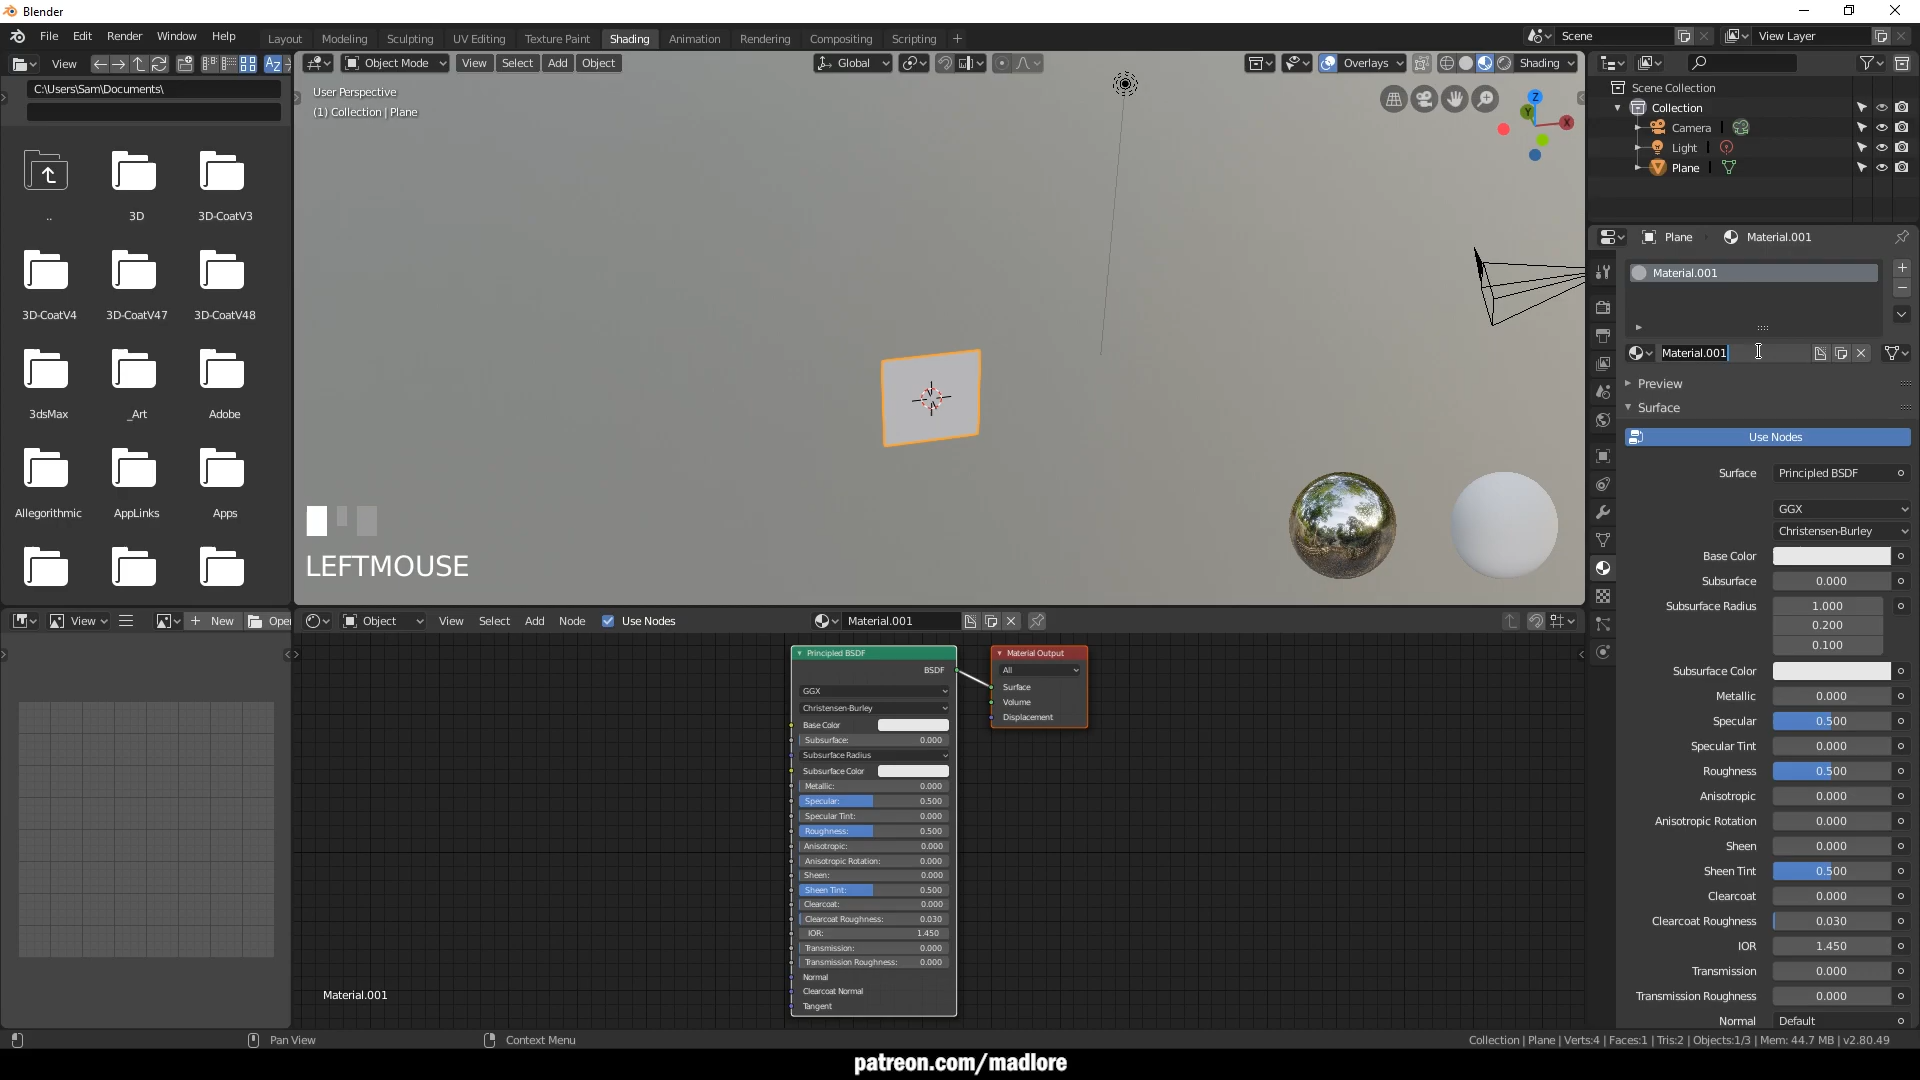 Blender
File Edit Render Window Help
Layout Modeling Sculpting UV Editing Texture Paint Shading Animation Rendering Compositing Scripting +
Scene
View Layer
View
C:\Users\Sam\Documents\
..
3D
3D-CoatV3
3D-CoatV4
3D-CoatV47
3D-CoatV48
3dsMax
_Art
Adobe
Allegorithmic
AppLinks
Apps
Object Mode View Select Add Object
Global
Overlays
Shading
User Perspective
(1) Collection | Plane
Z
Y
X
LEFTMOUSE
Scene Collection
Collection
Camera
Light
Plane
Plane Material.001
Material.001
Material.001
Preview
Surface
Use Nodes
Surface Principled BSDF
GGX
Christensen-Burley
Base Color
Subsurface 0.000
Subsurface Radius 1.000
0.200
0.100
Subsurface Color
Metallic 0.000
Specular 0.500
Specular Tint 0.000
Roughness 0.500
Anisotropic 0.000
Anisotropic Rotation 0.000
Sheen 0.000
Sheen Tint 0.500
Clearcoat 0.000
Clearcoat Roughness 0.030
IOR 1.450
Transmission 0.000
Transmission Roughness 0.000
Normal Default
View
+ New
Open
Object View Select Add Node Use Nodes
Material.001
Principled BSDF
BSDF
GGX
Christensen-Burley
Base Color
Subsurface: 0.000
Subsurface Radius
Subsurface Color
Metallic: 0.000
Specular: 0.500
Specular Tint: 0.000
Roughness: 0.500
Anisotropic: 0.000
Anisotropic Rotation: 0.000
Sheen: 0.000
Sheen Tint: 0.500
Clearcoat: 0.000
Clearcoat Roughness: 0.030
IOR: 1.450
Transmission: 0.000
Transmission Roughness: 0.000
Normal
Clearcoat Normal
Tangent
Material Output
All
Surface
Volume
Displacement
Material.001
Pan View
Context Menu
Collection | Plane | Verts:4 | Faces:1 | Tris:2 | Objects:1/3 | Mem: 44.7 MB | v2.80.49
patreon.com/madlore